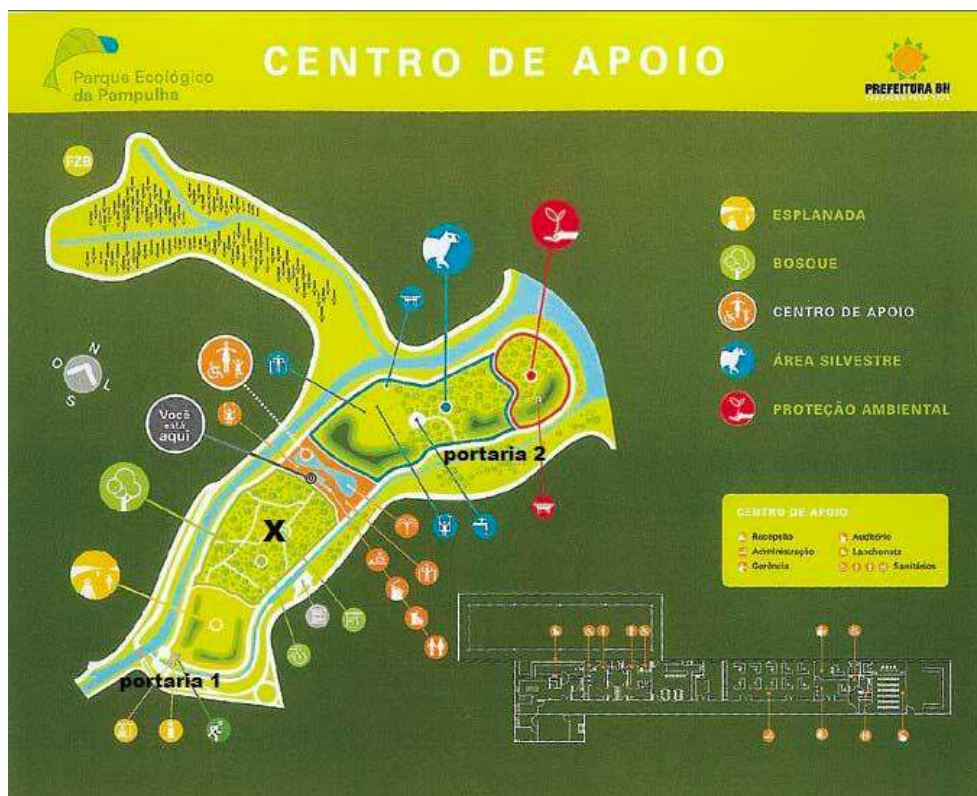 Parque Ecológico
da Pampulha
CENTRO DE APOIO
PREFEITURA BH
FZB
ESPLANADA
BOSQUE
CENTRO DE APOIO
ÁREA SILVESTRE
PROTEÇÃO AMBIENTAL
N
O
L
S
Você
está
aqui
portaria 2
X
portaria 1
CENTRO DE APOIO
Recepção
Administração
Gerência
Auditório
Lanchonete
Sanitários